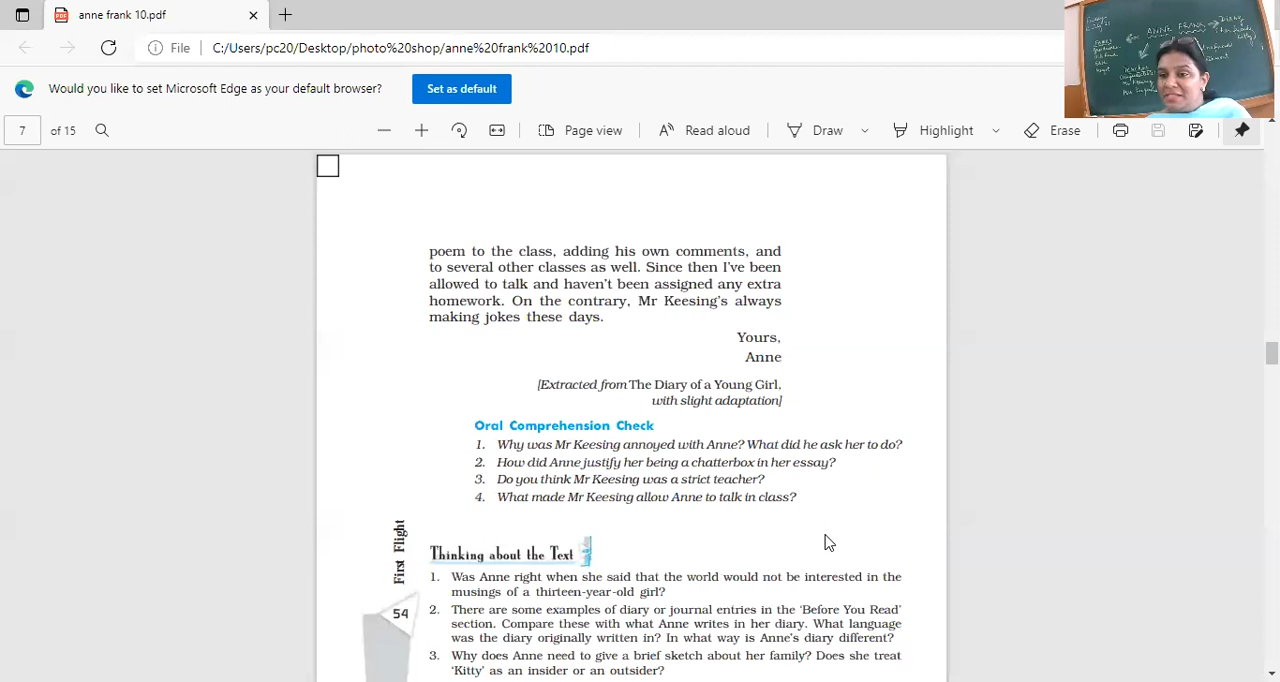 anne frank 10.pdf
File C:/Users/pc20/Desktop/photo%20shop/anne%20frank%2010.pdf
Would you like to set Microsoft Edge as your default browser? Set as default
7 of 15 Page view Read aloud Draw Highlight Erase
ANNE FRANK
Diary
poem to the class, adding his own comments, and
to several other classes as well. Since then I've been
allowed to talk and haven't been assigned any extra
homework. On the contrary, Mr Keesing's always
making jokes these days.
Yours,
Anne
[Extracted from The Diary of a Young Girl,
with slight adaptation]
Oral Comprehension Check
1. Why was Mr Keesing annoyed with Anne? What did he ask her to do?
2. How did Anne justify her being a chatterbox in her essay?
3. Do you think Mr Keesing was a strict teacher?
4. What made Mr Keesing allow Anne to talk in class?
First Flight
54
Thinking about the Text
1. Was Anne right when she said that the world would not be interested in the
musings of a thirteen-year-old girl?
2. There are some examples of diary or journal entries in the 'Before You Read'
section. Compare these with what Anne writes in her diary. What language
was the diary originally written in? In what way is Anne's diary different?
3. Why does Anne need to give a brief sketch about her family? Does she treat
'Kitty' as an insider or an outsider?